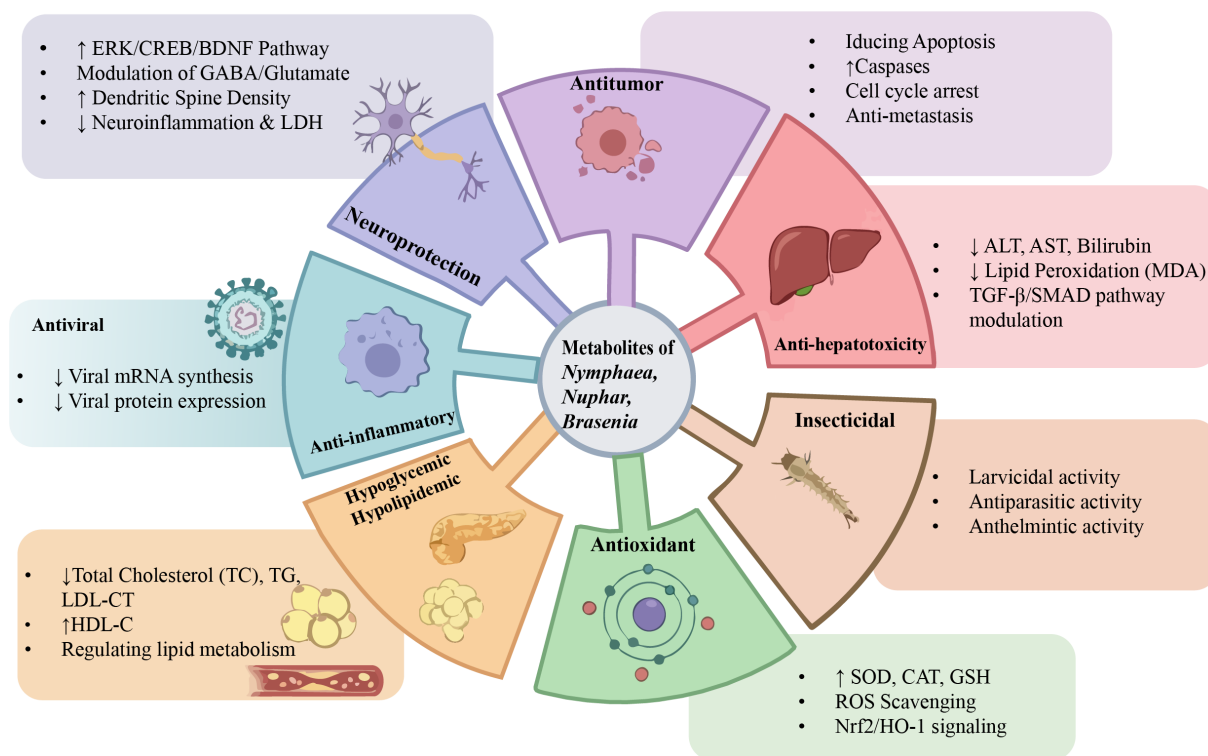 • ↑ ERK/CREB/BDNF Pathway
• Modulation of GABA/Glutamate
• ↑ Dendritic Spine Density
• ↓ Neuroinflammation & LDH
Neuroprotection
Antitumor
• Iducing Apoptosis
• ↑Caspases
• Cell cycle arrest
• Anti-metastasis
• ↓ ALT, AST, Bilirubin
• ↓ Lipid Peroxidation (MDA)
• TGF-β/SMAD pathway
modulation
Anti-hepatotoxicity
Antiviral
• ↓ Viral mRNA synthesis
• ↓ Viral protein expression
Anti-inflammatory
Metabolites of
Nymphaea,
Nuphar,
Brasenia
Insecticidal
• Larvicidal activity
• Antiparasitic activity
• Anthelmintic activity
Hypoglycemic
Hypolipidemic
• ↓Total Cholesterol (TC), TG,
LDL-CT
• ↑HDL-C
• Regulating lipid metabolism
Antioxidant
• ↑ SOD, CAT, GSH
• ROS Scavenging
• Nrf2/HO-1 signaling